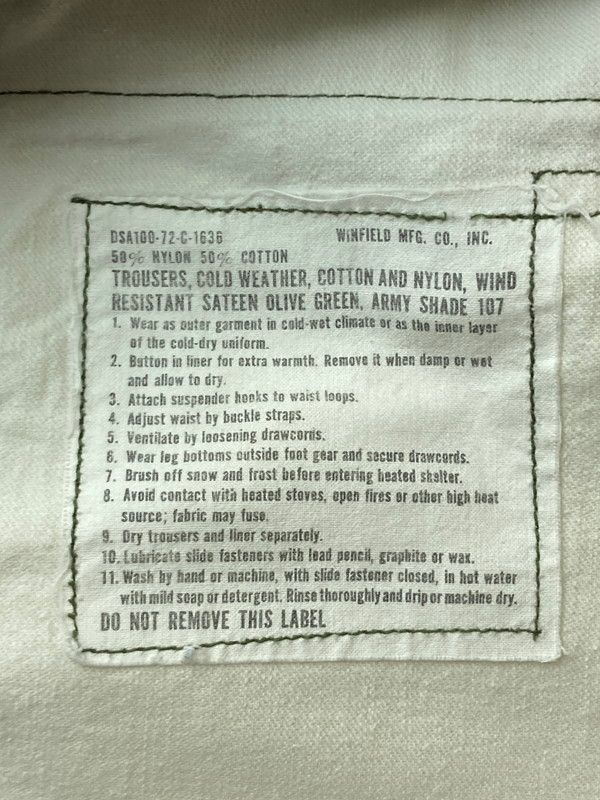 DSA100-72-C-1636 WINFIELD MFG. CO., INC.
50% NYLON 50% COTTON
TROUSERS, COLD WEATHER, COTTON AND NYLON, WIND
RESISTANT SATEEN OLIVE GREEN, ARMY SHADE 107
1. Wear as outer garment in cold-wet climate or as the inner layer
of the cold-dry uniform.
2. Button in liner for extra warmth. Remove it when damp or wet
and allow to dry.
3. Attach suspender hooks to waist loops.
4. Adjust waist by buckle straps.
5. Ventilate by loosening drawcords.
6. Wear leg bottoms outside foot gear and secure drawcords.
7. Brush off snow and frost before entering heated shelter.
8. Avoid contact with heated stoves, open fires or other high heat
source; fabric may fuse.
9. Dry trousers and liner separately.
10. Lubricate slide fasteners with lead pencil, graphite or wax.
11. Wash by hand or machine, with slide fastener closed, in hot water
with mild soap or detergent. Rinse thoroughly and drip or machine dry.
DO NOT REMOVE THIS LABEL